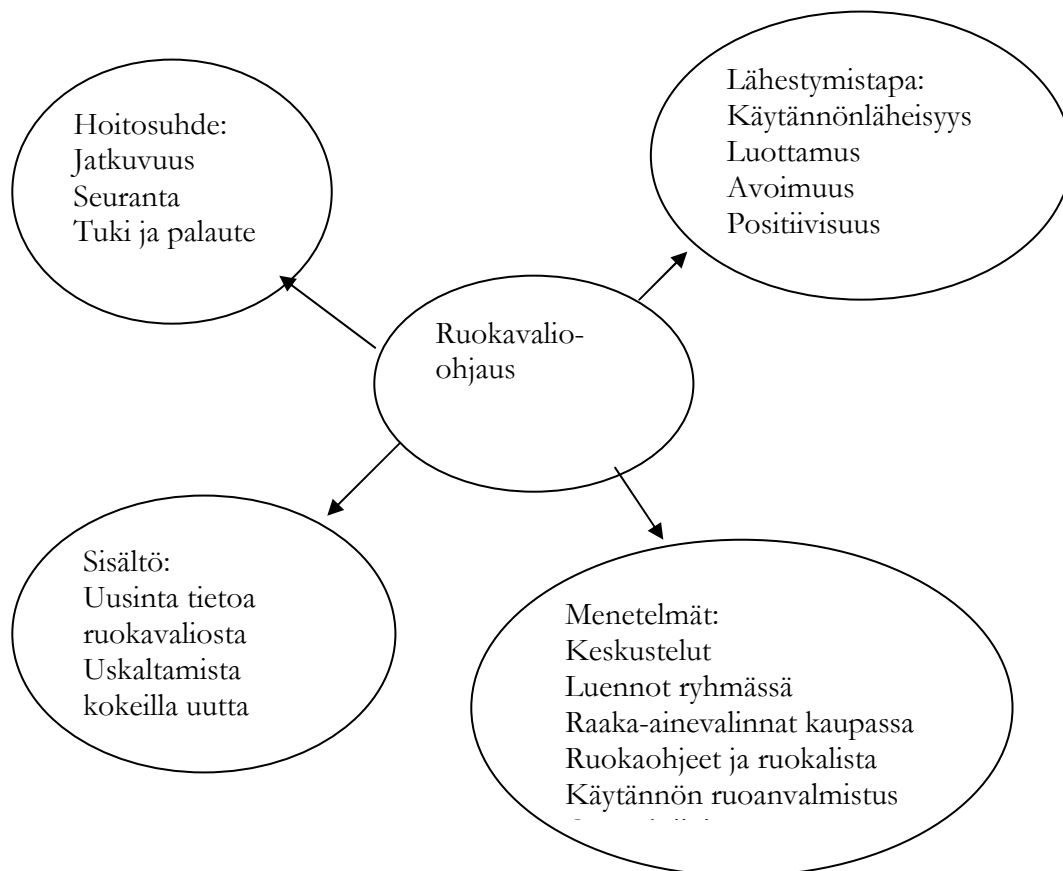 Hoitosuhde:
Jatkuvuus
Seuranta
Tuki ja palaute
Lähestymistapa:
Käytännönläheisyys
Luottamus
Avoimuus
Positiivisuus
Ruokavalio-
ohjaus
Sisältö:
Uusinta tietoa
ruokavaliosta
Uskaltamista
kokeilla uutta
Menetelmät:
Keskustelut
Luennot ryhmässä
Raaka-ainevalinnat kaupassa
Ruokaohjeet ja ruokalista
Käytännön ruoanvalmistus